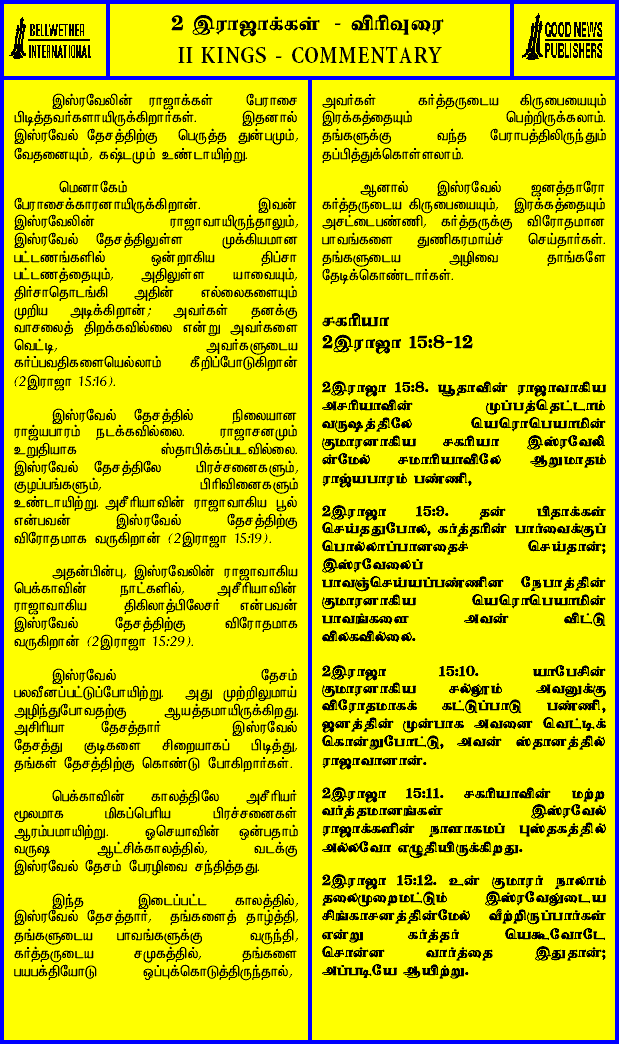 BELLWETHER
INTERNATIONAL
2 இராஜாக்கள் - விரிவுரை
II KINGS - COMMENTARY
GOOD NEWS
PUBLISHERS
இஸ்ரவேலின் ராஜாக்கள் பேராசை
பிடித்தவர்களாயிருக்கிறார்கள். இதனால்
இஸ்ரவேல் தேசத்திற்கு பெருத்த துன்பமும்,
வேதனையும், கஷ்டமும் உண்டாயிற்று.
மெனாகேம்
பேராசைக்காரனாயிருக்கிறான். இவன்
இஸ்ரவேலின் ராஜாவாயிருந்தாலும்,
இஸ்ரவேல் தேசத்திலுள்ள முக்கியமான
பட்டணங்களில் ஒன்றாகிய திப்சா
பட்டணத்தையும், அதிலுள்ள யாவையும்,
திர்சாதொடங்கி அதின் எல்லைகளையும்
முறிய அடிக்கிறான்; அவர்கள் தனக்கு
வாசலைத் திறக்கவில்லை என்று அவர்களை
வெட்டி, அவர்களுடைய
கர்ப்பவதிகளையெல்லாம் கீறிப்போடுகிறான்
(2இராஜா 15:16).
இஸ்ரவேல் தேசத்தில் நிலையான
ராஜ்யபாரம் நடக்கவில்லை. ராஜாசனமும்
உறுதியாக ஸ்தாபிக்கப்படவில்லை.
இஸ்ரவேல் தேசத்திலே பிரச்சனைகளும்,
குழப்பங்களும், பிரிவினைகளும்
உண்டாயிற்று. அசீரியாவின் ராஜாவாகிய பூல்
என்பவன் இஸ்ரவேல் தேசத்திற்கு
விரோதமாக வருகிறான் (2இராஜா 15:19).
அதன்பின்பு, இஸ்ரவேலின் ராஜாவாகிய
பெக்காவின் நாட்களில், அசீரியாவின்
ராஜாவாகிய திகிலாத்பிலேசர் என்பவன்
இஸ்ரவேல் தேசத்திற்கு விரோதமாக
வருகிறான் (2இராஜா 15:29).
இஸ்ரவேல் தேசம்
பலவீனப்பட்டுப்போயிற்று. அது முற்றிலுமாய்
அழிந்துபோவதற்கு ஆயத்தமாயிருக்கிறது.
அசிரியா தேசத்தார் இஸ்ரவேல்
தேசத்து குடிகளை சிறையாகப் பிடித்து,
தங்கள் தேசத்திற்கு கொண்டு போகிறார்கள்.
பெக்காவின் காலத்திலே அசீரியர்
மூலமாக மிகப்பெரிய பிரச்சனைகள்
ஆரம்பமாயிற்று. ஓசெயாவின் ஒன்பதாம்
வருஷ ஆட்சிக்காலத்தில், வடக்கு
இஸ்ரவேல் தேசம் பேரழிவை சந்தித்தது.
இந்த இடைப்பட்ட காலத்தில்,
இஸ்ரவேல் தேசத்தார், தங்களைத் தாழ்த்தி,
தங்களுடைய பாவங்களுக்கு வருந்தி,
கர்த்தருடைய சமுகத்தில், தங்களை
பயபக்தியோடு ஒப்புக்கொடுத்திருந்தால்,
அவர்கள் கர்த்தருடைய கிருபையையும்
இரக்கத்தையும் பெற்றிருக்கலாம்.
தங்களுக்கு வந்த பேராபத்திலிருந்தும்
தப்பித்துக்கொள்ளலாம்.
ஆனால் இஸ்ரவேல் ஜனத்தாரோ
கர்த்தருடைய கிருபையையும், இரக்கத்தையும்
அசட்டைபண்ணி, கர்த்தருக்கு விரோதமான
பாவங்களை துணிகரமாய்ச் செய்தார்கள்.
தங்களுடைய அழிவை தாங்களே
தேடிக்கொண்டார்கள்.
சகரியா
2இராஜா 15:8-12
2இராஜா 15:8. யூதாவின் ராஜாவாகிய
அசரியாவின் முப்பத்தெட்டாம்
வருஷத்திலே யெரொபெயாமின்
குமாரனாகிய சகரியா இஸ்ரவேலி
ன்மேல் சமாரியாவிலே ஆறுமாதம்
ராஜ்யபாரம் பண்ணி,
2இராஜா 15:9. தன் பிதாக்கள்
செய்ததுபோல, கர்த்தரின் பார்வைக்குப்
பொல்லாப்பானதைச் செய்தான்;
இஸ்ரவேலைப்
பாவஞ்செய்யப்பண்ணின நேபாத்தின்
குமாரனாகிய யெரொபெயாமின்
பாவங்களை அவன் விட்டு
விலகவில்லை.
2இராஜா 15:10. யாபேசின்
குமாரனாகிய சல்லூம் அவனுக்கு
விரோதமாகக் கட்டுப்பாடு பண்ணி,
ஜனத்தின் முன்பாக அவனை வெட்டிக்
கொன்றுபோட்டு, அவன் ஸ்தானத்தில்
ராஜாவானான்.
2இராஜா 15:11. சகரியாவின் மற்ற
வர்த்தமானங்கள் இஸ்ரவேல்
ராஜாக்களின் நாளாகமப் புஸ்தகத்தில்
அல்லவோ எழுதியிருக்கிறது.
2இராஜா 15:12. உன் குமாரர் நாலாம்
தலைமுறைமட்டும் இஸ்ரவேலுடைய
சிங்காசனத்தின்மேல் வீற்றிருப்பார்கள்
என்று கர்த்தர் யெகூவோடே
சொன்ன வார்த்தை இதுதான்;
அப்படியே ஆயிற்று.